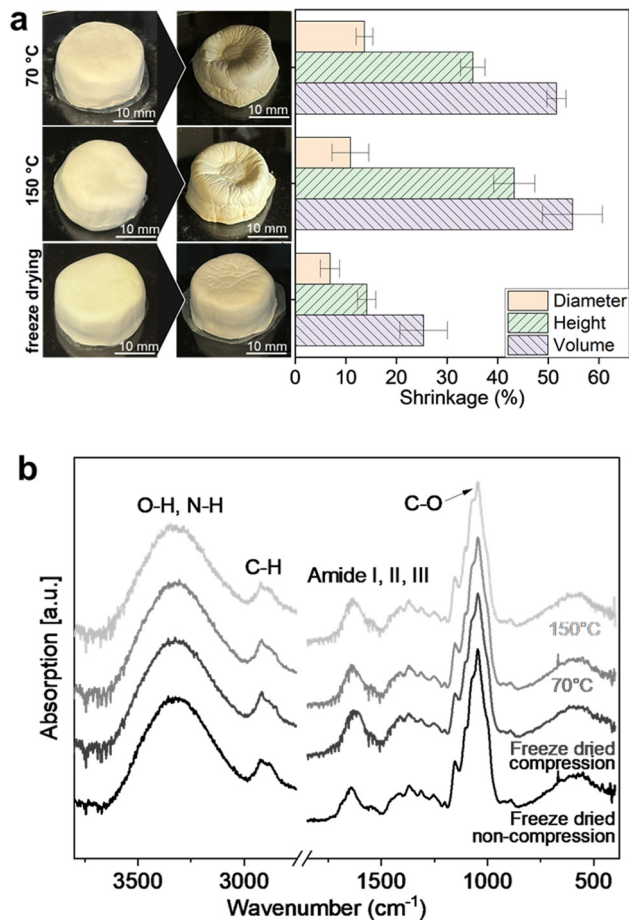 a
70 °C
10 mm
10 mm
150 °C
10 mm
10 mm
freeze drying
10 mm
10 mm
Diameter
Height
Volume
0 10 20 30 40 50 60
Shrinkage (%)
b
O-H, N-H
C-H
Amide I, II, III
C-O
150°C
70°C
Freeze dried
compression
Freeze dried
non-compression
Absorption [a.u.]
3500 3000 1500 1000 500
Wavenumber (cm⁻¹)